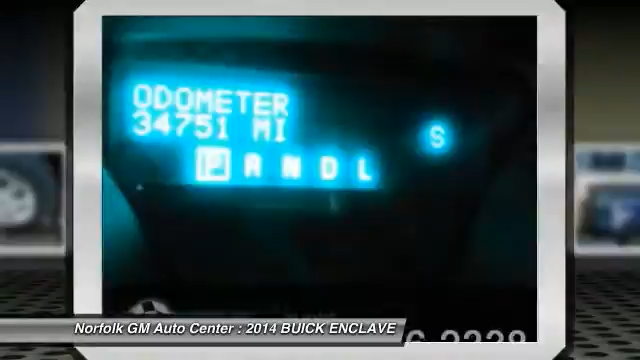 ODOMETER
34751 MI
P R N D L
S
Norfolk GM Auto Center : 2014 BUICK ENCLAVE